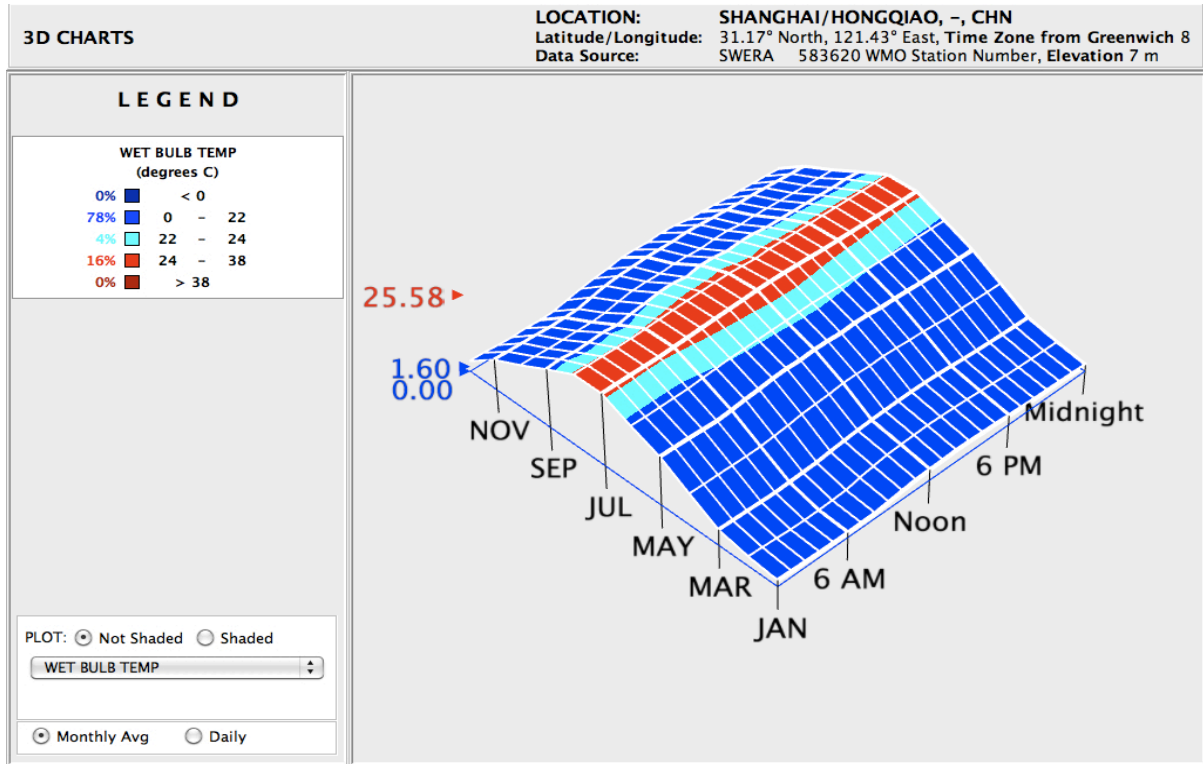 3D CHARTS
LOCATION: SHANGHAI/HONGQIAO, –, CHN
Latitude/Longitude: 31.17° North, 121.43° East, Time Zone from Greenwich 8
Data Source: SWERA 583620 WMO Station Number, Elevation 7 m
LEGEND
WET BULB TEMP
(degrees C)
0% < 0
78% 0 – 22
4% 22 – 24
16% 24 – 38
0% > 38
25.58
1.60
0.00
NOV
SEP
JUL
MAY
MAR
JAN
6 AM
Noon
6 PM
Midnight
PLOT: Not Shaded Shaded
WET BULB TEMP
Monthly Avg Daily